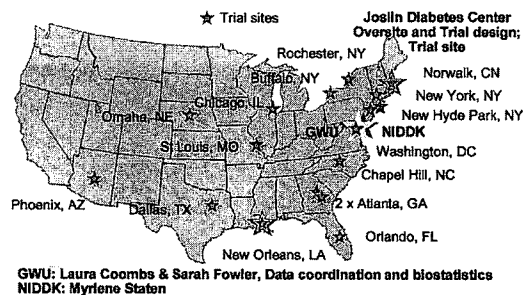 Trial sites
Joslin Diabetes Center
Oversite and Trial design;
Trial site
Rochester, NY
Buffalo, NY
Norwalk, CN
Chicago, IL
New York, NY
Omaha, NE
New Hyde Park, NY
GWU
NIDDK
St Louis, MO
Washington, DC
Chapel Hill, NC
Phoenix, AZ
Dallas, TX
2 x Atlanta, GA
Orlando, FL
New Orleans, LA
GWU: Laura Coombs & Sarah Fowler, Data coordination and biostatistics
NIDDK: Myrlene Staten